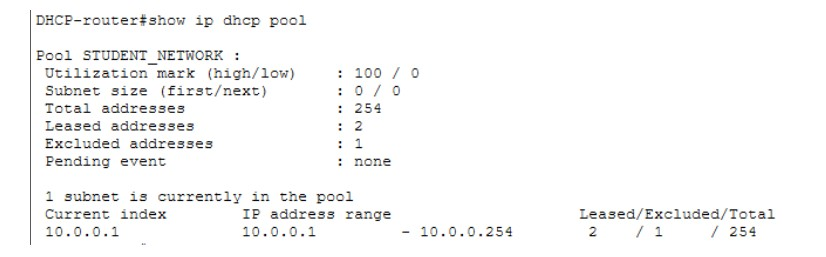 DHCP-router#show ip dhcp pool
Pool STUDENT_NETWORK :
Utilization mark (high/low) : 100 / 0
Subnet size (first/next) : 0 / 0
Total addresses : 254
Leased addresses : 2
Excluded addresses : 1
Pending event : none
1 subnet is currently in the pool
Current index IP address range Leased/Excluded/Total
10.0.0.1 10.0.0.1 - 10.0.0.254 2 / 1 / 254